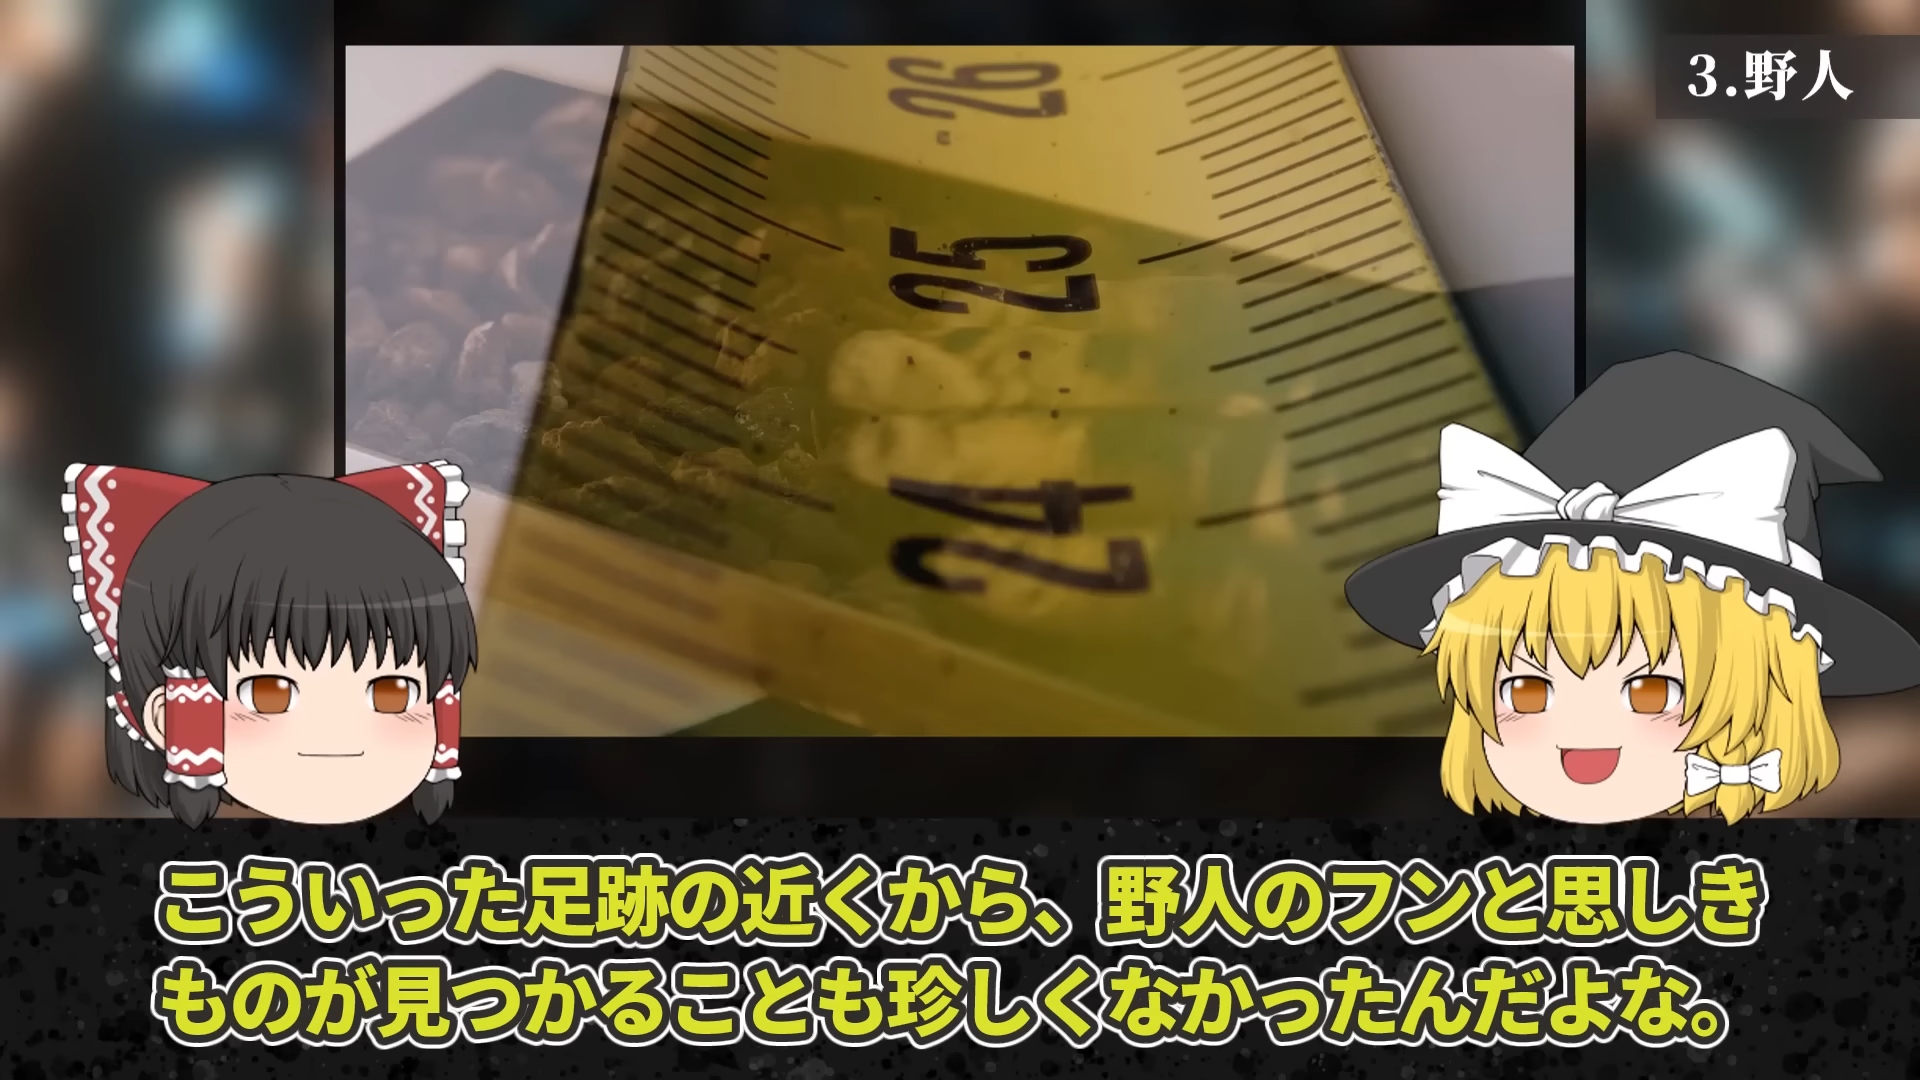 3.野人
26
25
24
こういった足跡の近くから、野人のフンと思しき
ものが見つかることも珍しくなかったんだよな。